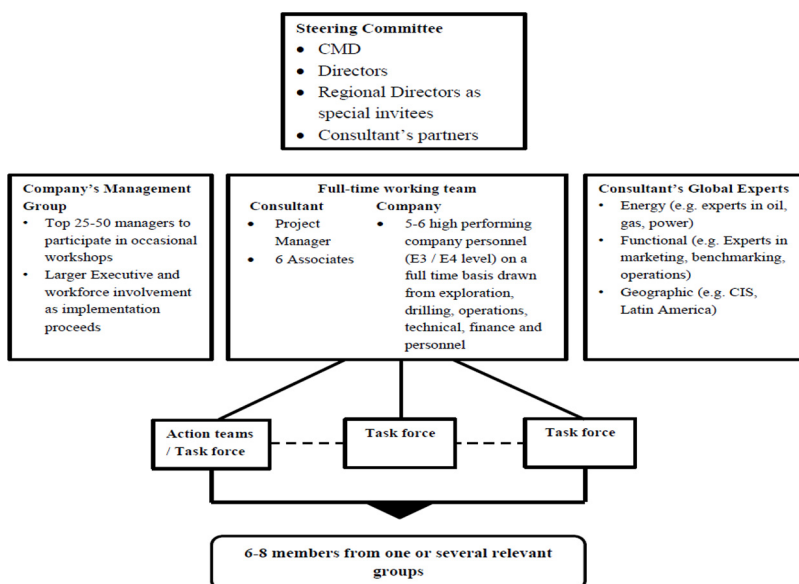 Steering Committee
• CMD
• Directors
• Regional Directors as
special invitees
• Consultant's partners
Company's Management
Group
• Top 25-50 managers to
participate in occasional
workshops
• Larger Executive and
workforce involvement
as implementation
proceeds
Full-time working team
Consultant
• Project
Manager
• 6 Associates
Company
• 5-6 high performing
company personnel
(E3 / E4 level) on a
full time basis drawn
from exploration,
drilling, operations,
technical, finance and
personnel
Consultant's Global Experts
• Energy (e.g. experts in oil,
gas, power)
• Functional (e.g. Experts in
marketing, benchmarking,
operations)
• Geographic (e.g. CIS,
Latin America)
Action teams
/ Task force
Task force
Task force
6-8 members from one or several relevant
groups